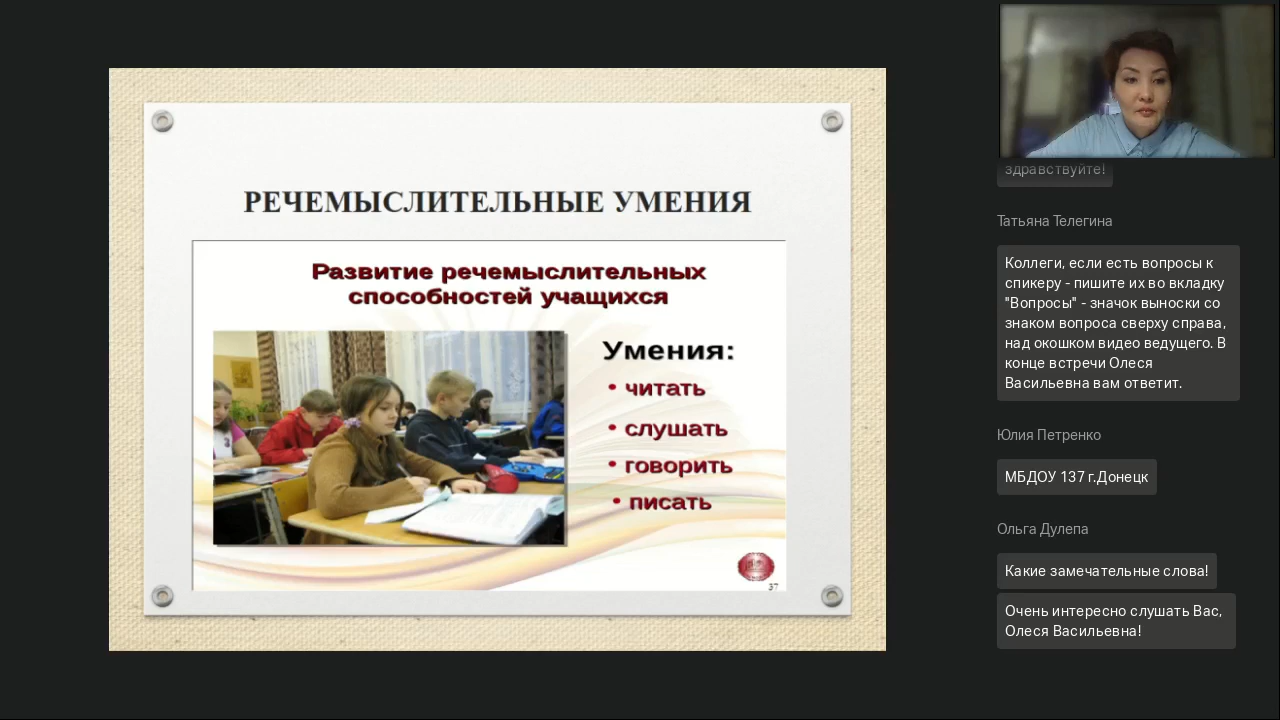 РЕЧЕМЫСЛИТЕЛЬНЫЕ УМЕНИЯ
Развитие речемыслительных
способностей учащихся
Умения:
• читать
• слушать
• говорить
• писать
37
здравствуйте!
Татьяна Телегина
Коллеги, если есть вопросы к
спикеру - пишите их во вкладку
"Вопросы" - значок выноски со
знаком вопроса сверху справа,
над окошком видео ведущего. В
конце встречи Олеся
Васильевна вам ответит.
Юлия Петренко
МБДОУ 137 г.Донецк
Ольга Дулепа
Какие замечательные слова!
Очень интересно слушать Вас,
Олеся Васильевна!